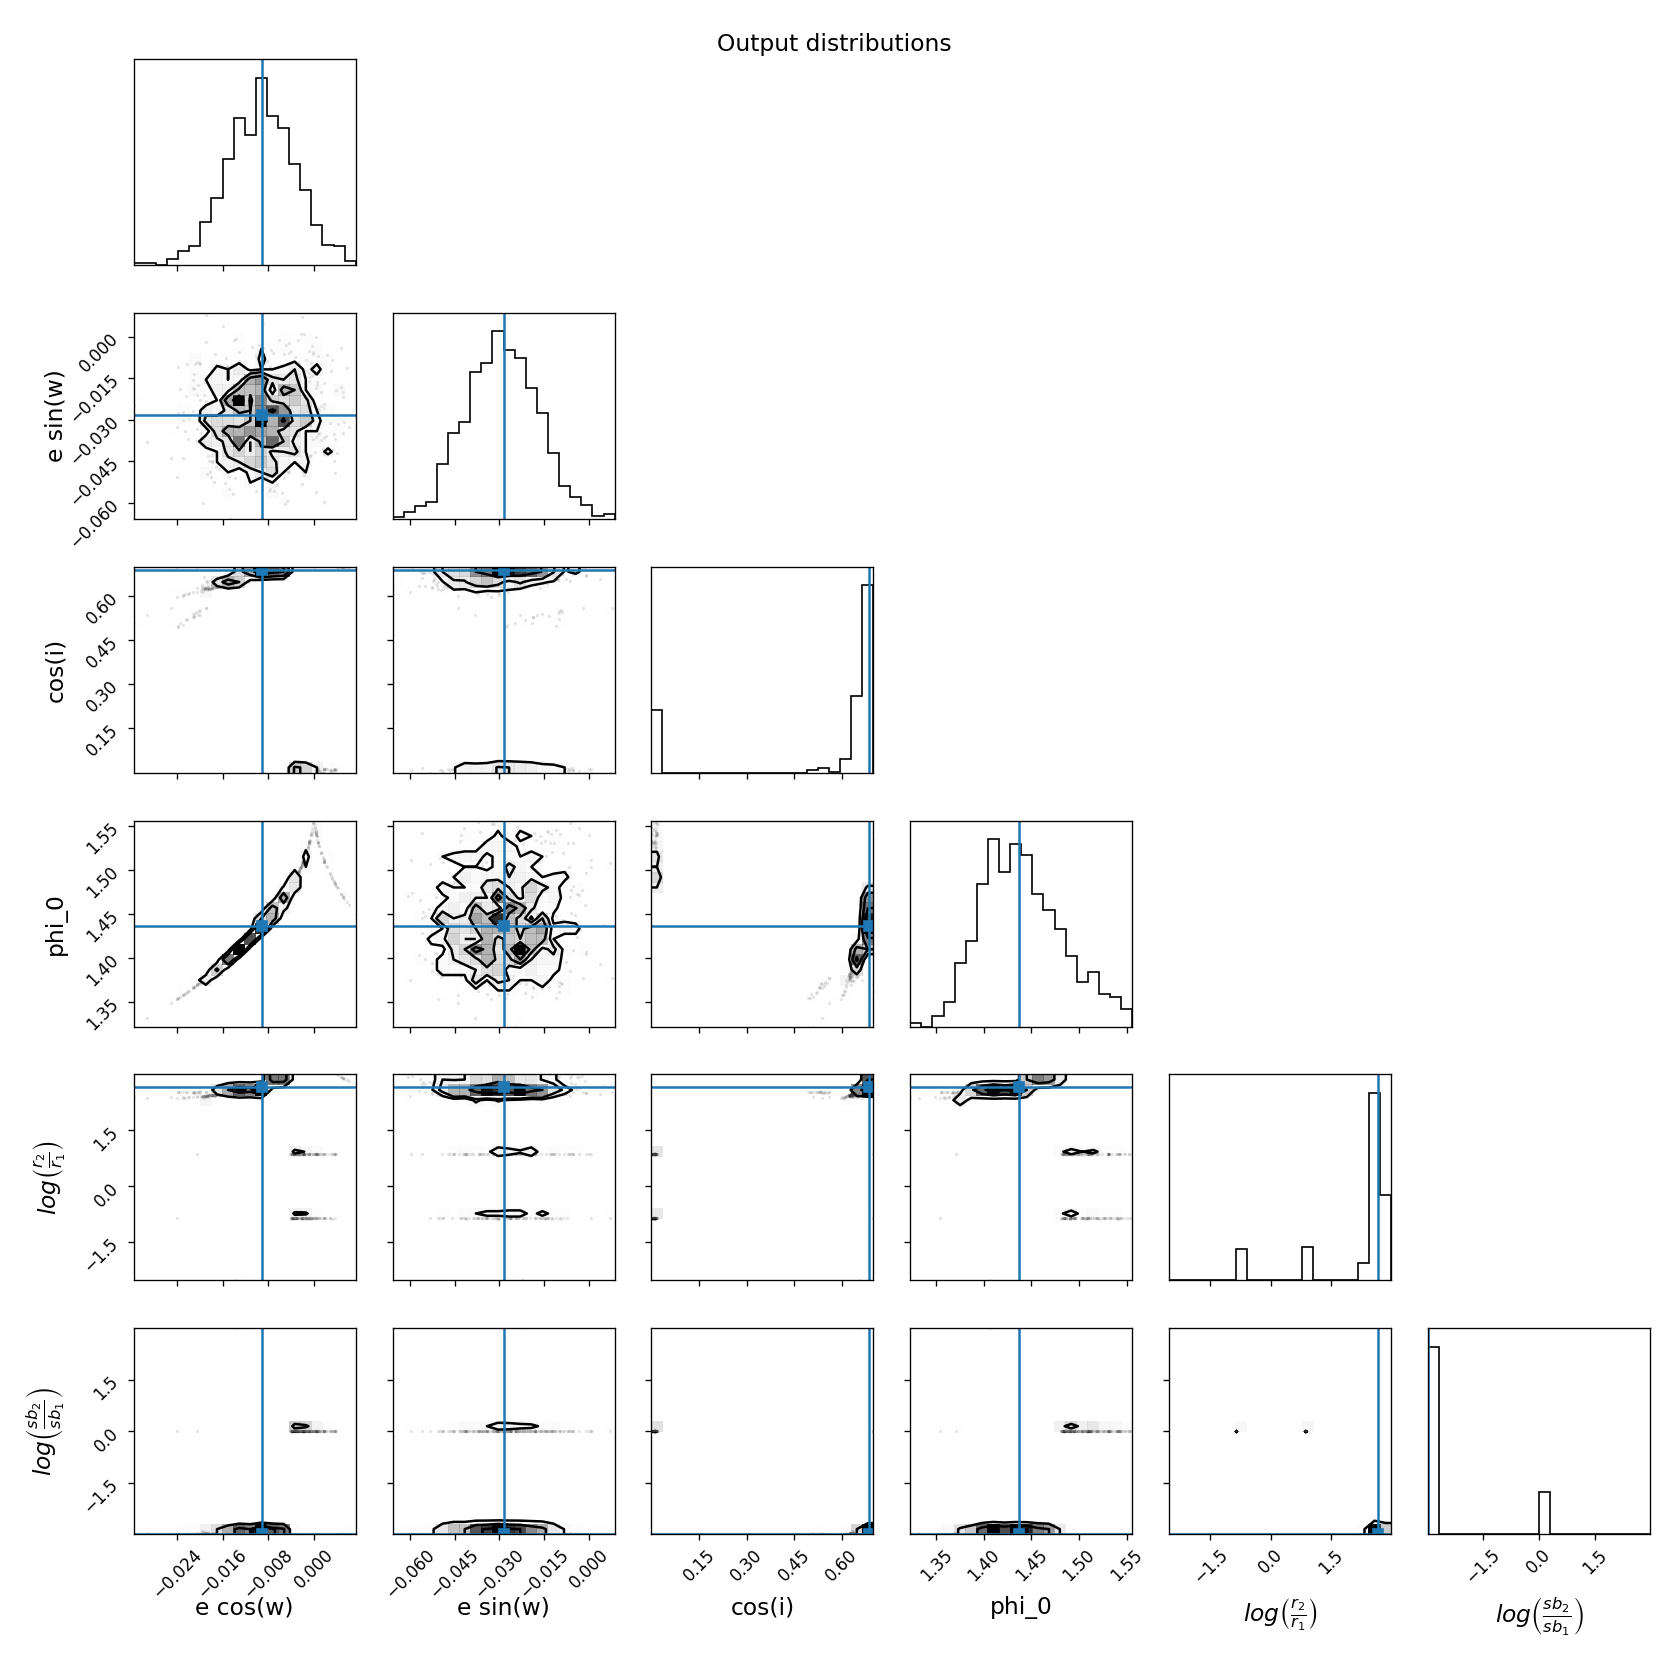 Output distributions
e sin(w)
0.000
−0.015
−0.030
−0.045
−0.060
cos(i)
0.60
0.45
0.30
0.15
phi_0
1.55
1.50
1.45
1.40
1.35
log(r₂/r₁)
1.5
0.0
−1.5
log(sb₂/sb₁)
1.5
0.0
−1.5
−0.024 −0.016 −0.008 0.000
−0.060 −0.045 −0.030 −0.015 0.000
0.15 0.30 0.45 0.60
1.35 1.40 1.45 1.50 1.55
−1.5 0.0 1.5
−1.5 0.0 1.5
e cos(w)
e sin(w)
cos(i)
phi_0
log(r₂/r₁)
log(sb₂/sb₁)